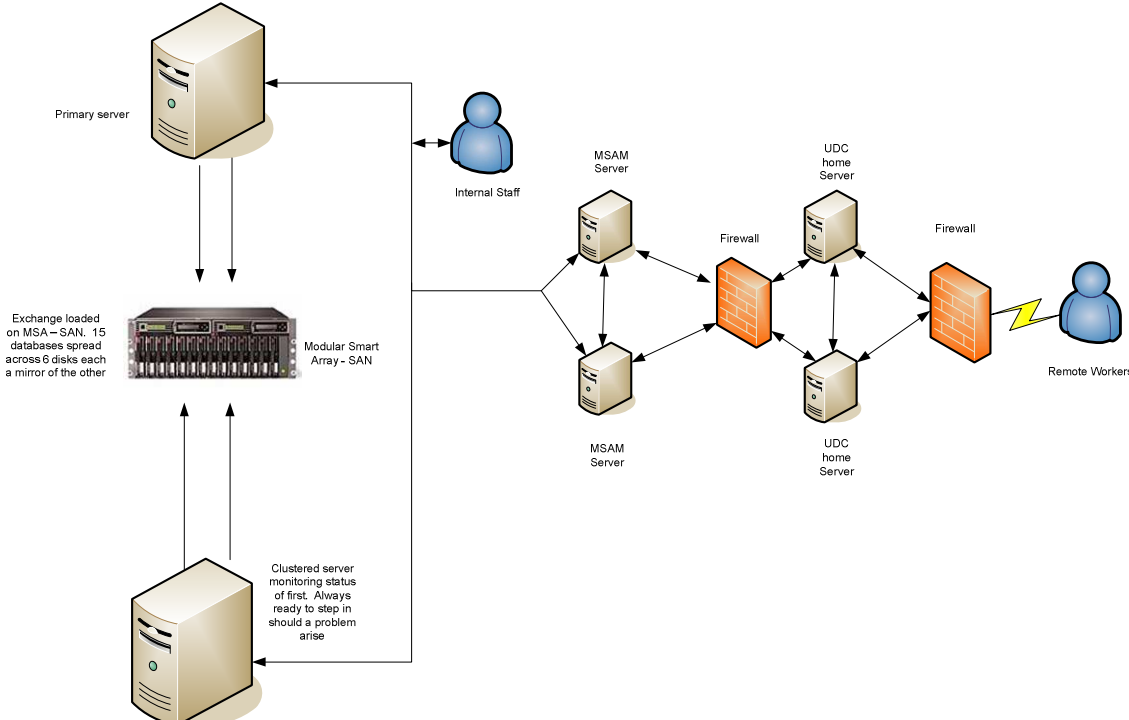 Primary server
Internal Staff
MSAM
Server
UDC
home
Server
Firewall
Firewall
Exchange loaded
on MSA – SAN.  15
databases spread
across 6 disks each
a mirror of the other
Modular Smart
Array - SAN
Remote Workers
MSAM
Server
UDC
home
Server
Clustered server
monitoring status
of first.  Always
ready to step in
should a problem
arise